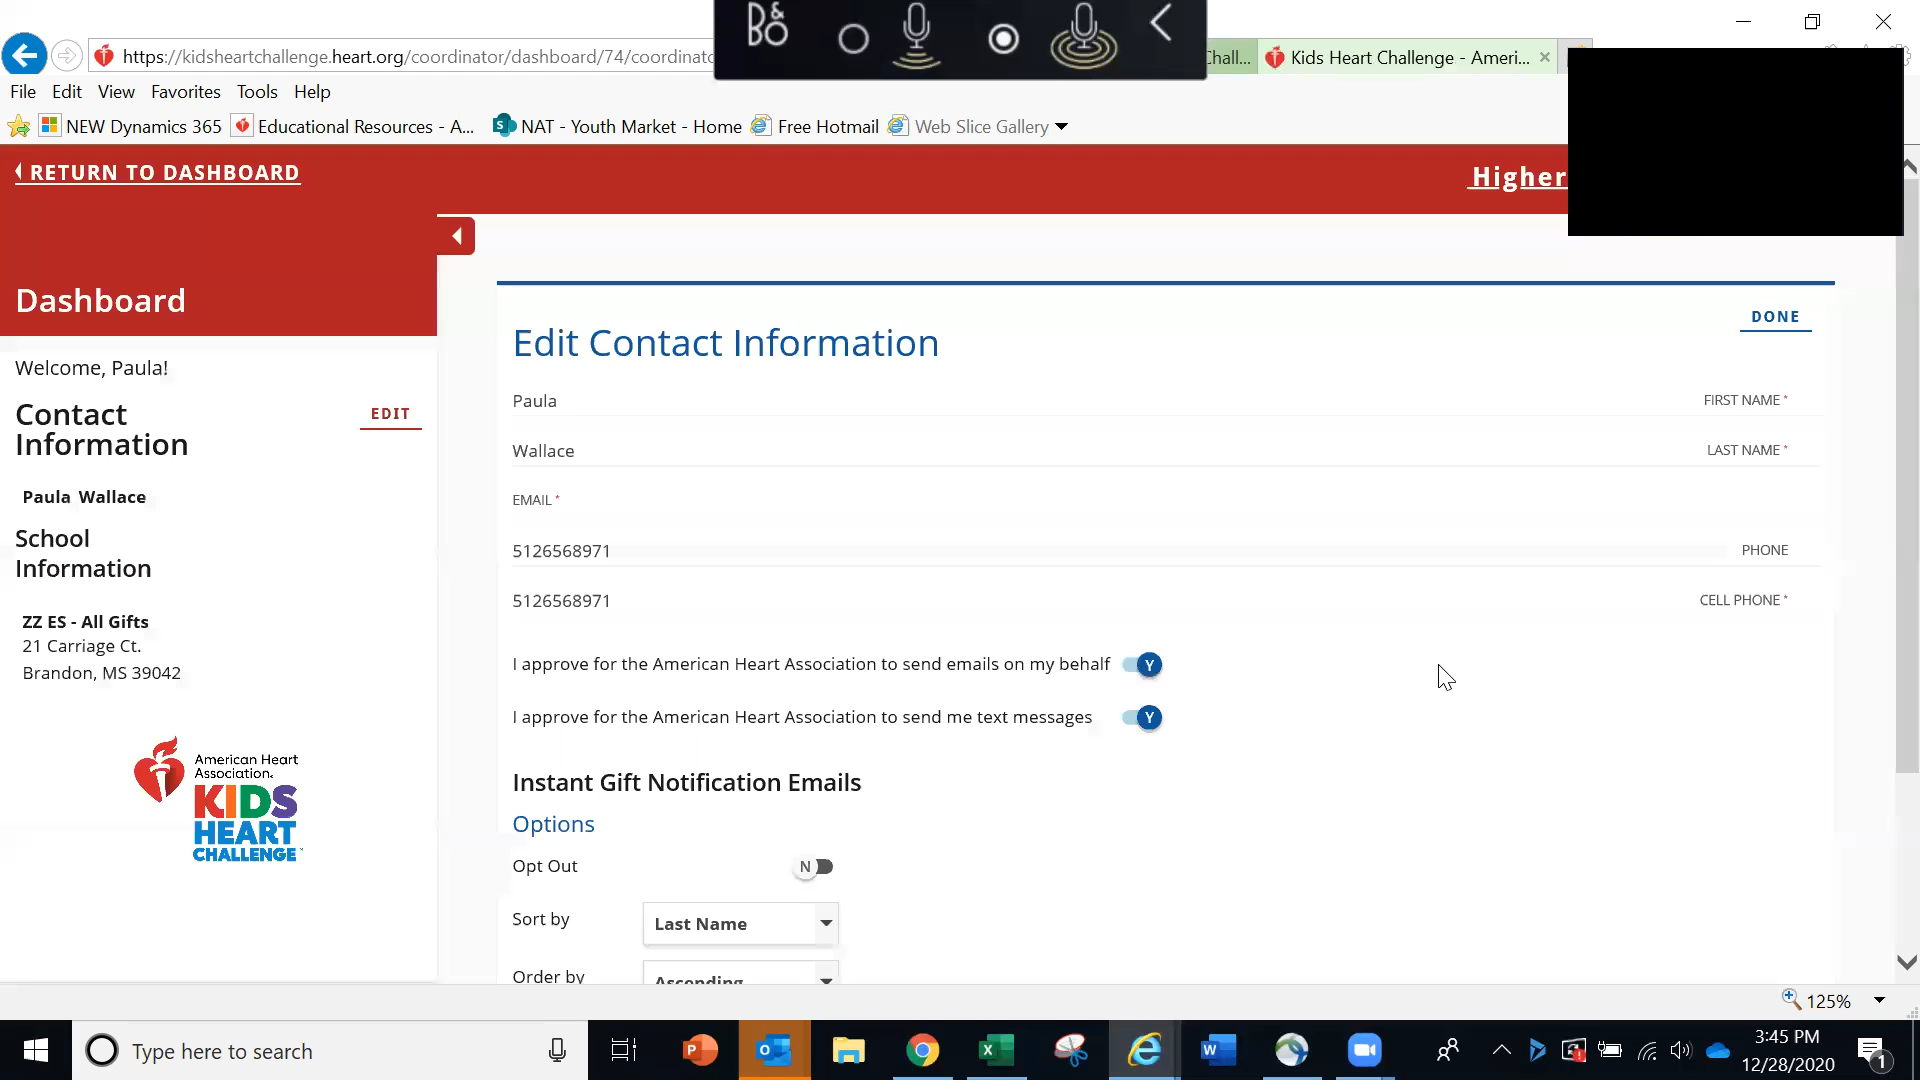 B&O
https://kidsheartchallenge.heart.org/coordinator/dashboard/74/coordinato
Chall...
Kids Heart Challenge - Ameri...
File Edit View Favorites Tools Help
NEW Dynamics 365
Educational Resources - A...
NAT - Youth Market - Home
Free Hotmail
Web Slice Gallery
RETURN TO DASHBOARD
Higher
Dashboard
Welcome, Paula!
Contact
Information
EDIT
Paula Wallace
School
Information
ZZ ES - All Gifts
21 Carriage Ct.
Brandon, MS 39042
American Heart
Association.
KIDS
HEART
CHALLENGE
DONE
Edit Contact Information
Paula FIRST NAME *
Wallace LAST NAME *
EMAIL *
5126568971 PHONE
5126568971 CELL PHONE *
I approve for the American Heart Association to send emails on my behalf Y
I approve for the American Heart Association to send me text messages Y
Instant Gift Notification Emails
Options
Opt Out N
Sort by Last Name
Order by Ascending
125%
Type here to search
3:45 PM
12/28/2020
1